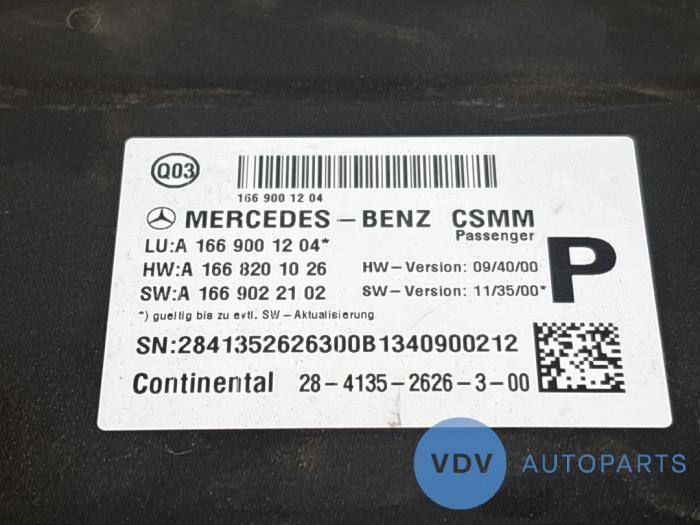 Q03
166 900 12 04
MERCEDES-BENZ CSMM
Passenger
LU:A 166 900 12 04*
HW:A 166 820 10 26 HW-Version: 09/40/00
SW:A 166 902 21 02 SW-Version: 11/35/00*
P
*) gueltig bis zu evtl. SW-Aktualisierung
SN:2841352626300B1340900212
Continental 28-4135-2626-3-00
VDV AUTOPARTS